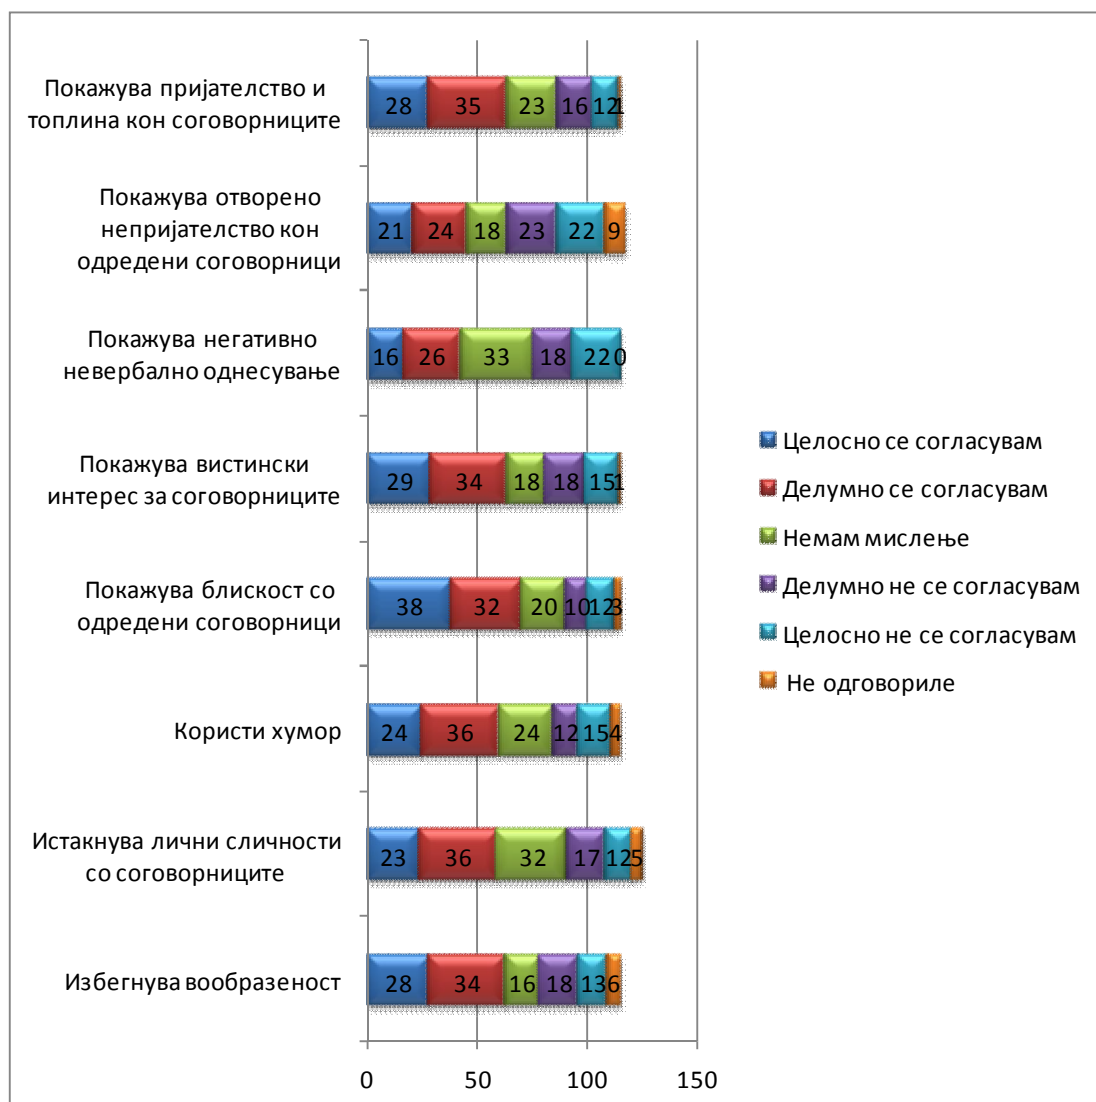 Покажува пријателство и
топлина кон соговорниците
28 35 23 16 12 1
Покажува отворено
непријателство кон
одредени соговорници
21 24 18 23 22 9
Покажува негативно
невербално однесување
16 26 33 18 22 0
Покажува вистински
интерес за соговорниците
29 34 18 18 15 1
Покажува блискост со
одредени соговорници
38 32 20 10 12 3
Користи хумор
24 36 24 12 15 4
Истакнува лични сличности
со соговорниците
23 36 32 17 12 5
Избегнува вообразеност
28 34 16 18 13 6
0 50 100 150
Целосно се согласувам
Делумно се согласувам
Немам мислење
Делумно не се согласувам
Целосно не се согласувам
Не одговориле